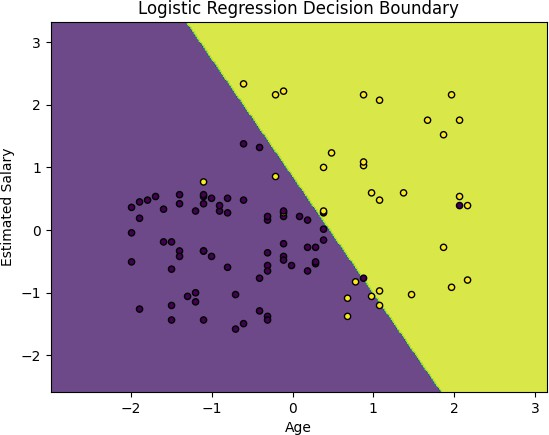 Logistic Regression Decision Boundary
3
2
1
0
−1
−2
Estimated Salary
−2 −1 0 1 2 3
Age